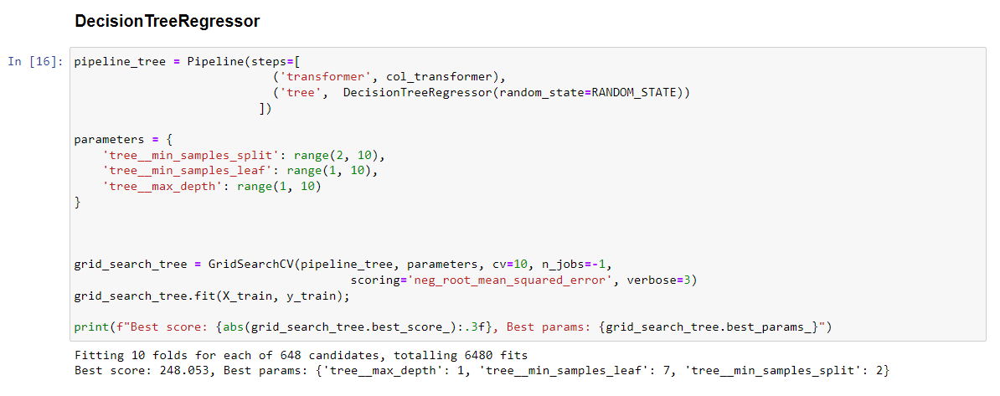 DecisionTreeRegressor
In [16]: pipeline_tree = Pipeline(steps=[
('transformer', col_transformer),
('tree',  DecisionTreeRegressor(random_state=RANDOM_STATE))
])
parameters = {
'tree__min_samples_split': range(2, 10),
'tree__min_samples_leaf': range(1, 10),
'tree__max_depth': range(1, 10)
}
grid_search_tree = GridSearchCV(pipeline_tree, parameters, cv=10, n_jobs=-1,
scoring='neg_root_mean_squared_error', verbose=3)
grid_search_tree.fit(X_train, y_train);
print(f"Best score: {abs(grid_search_tree.best_score_):.3f}, Best params: {grid_search_tree.best_params_}")
Fitting 10 folds for each of 648 candidates, totalling 6480 fits
Best score: 248.053, Best params: {'tree__max_depth': 1, 'tree__min_samples_leaf': 7, 'tree__min_samples_split': 2}